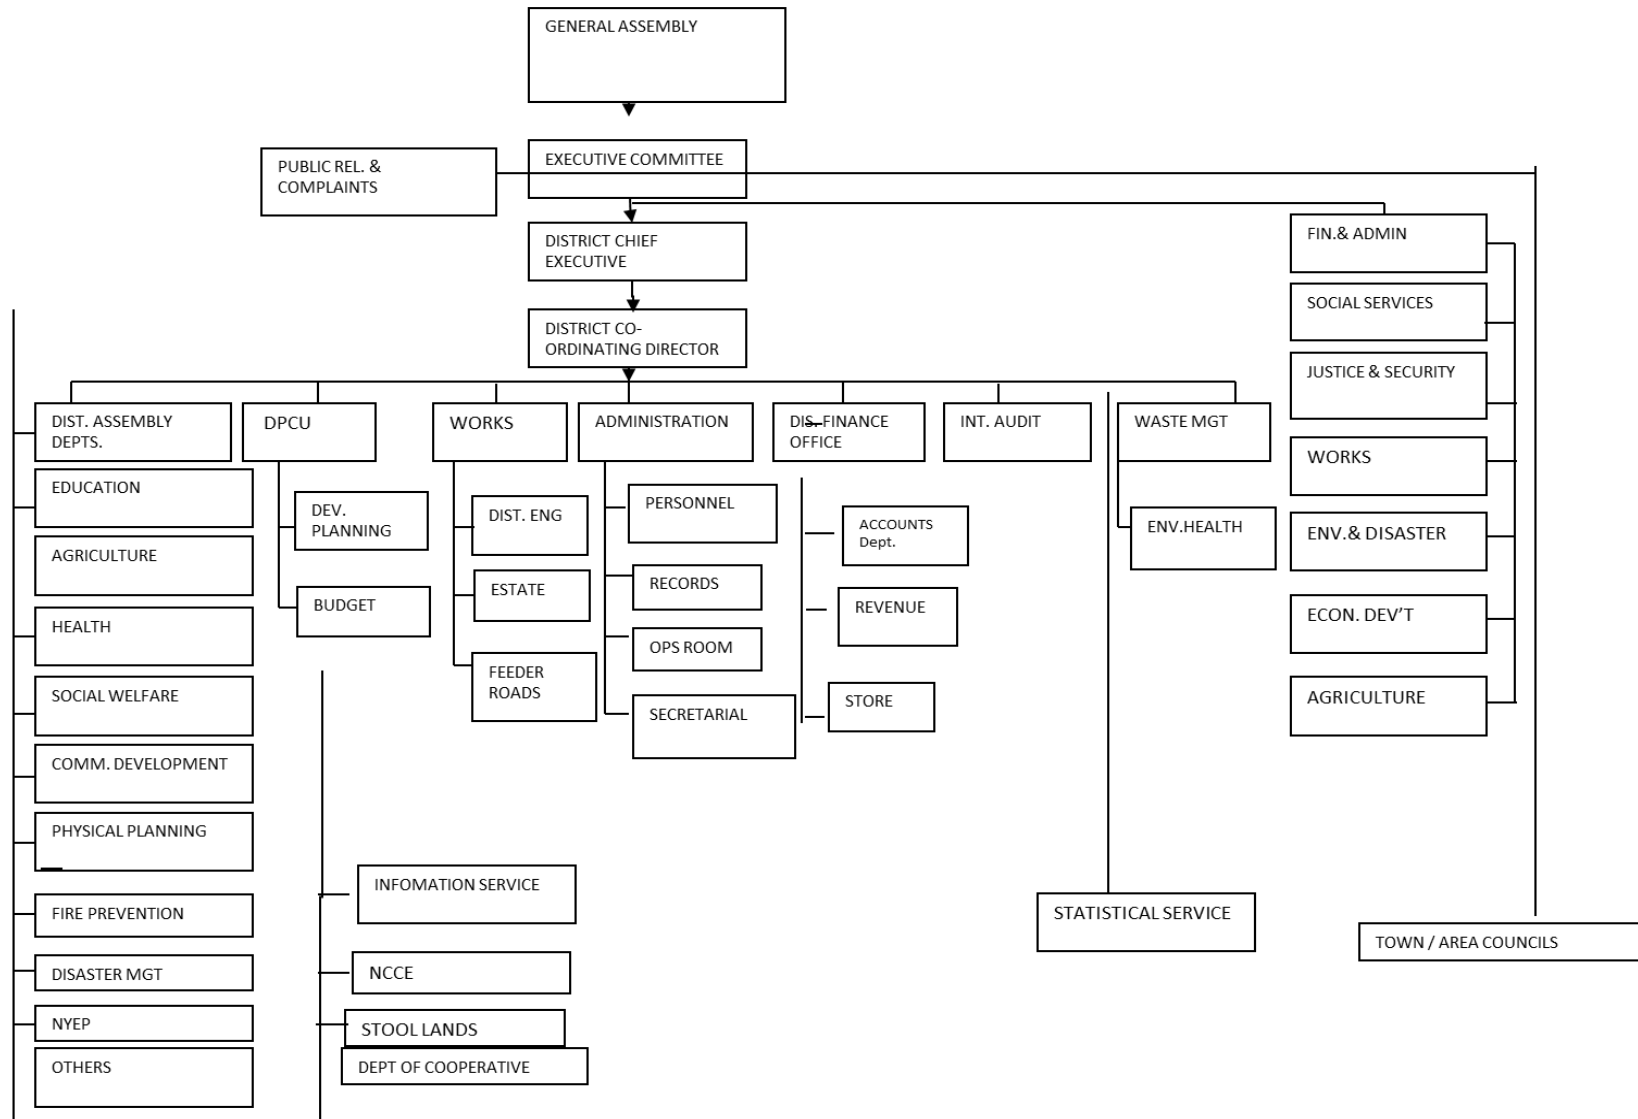 GENERAL ASSEMBLY
PUBLIC REL. &
COMPLAINTS
EXECUTIVE COMMITTEE
DISTRICT CHIEF
EXECUTIVE
DISTRICT CO-
ORDINATING DIRECTOR
FIN.& ADMIN
SOCIAL SERVICES
JUSTICE & SECURITY
WORKS
ENV.& DISASTER
ECON. DEV’T
AGRICULTURE
DIST. ASSEMBLY
DEPTS.
EDUCATION
AGRICULTURE
HEALTH
SOCIAL WELFARE
COMM. DEVELOPMENT
PHYSICAL PLANNING
FIRE PREVENTION
DISASTER MGT
NYEP
OTHERS
DPCU
DEV.
PLANNING
BUDGET
INFOMATION SERVICE
NCCE
STOOL LANDS
DEPT OF COOPERATIVE
WORKS
DIST. ENG
ESTATE
FEEDER
ROADS
ADMINISTRATION
PERSONNEL
RECORDS
OPS ROOM
SECRETARIAL
DIS. FINANCE
OFFICE
ACCOUNTS
Dept.
REVENUE
STORE
INT. AUDIT
WASTE MGT
ENV.HEALTH
STATISTICAL SERVICE
TOWN / AREA COUNCILS